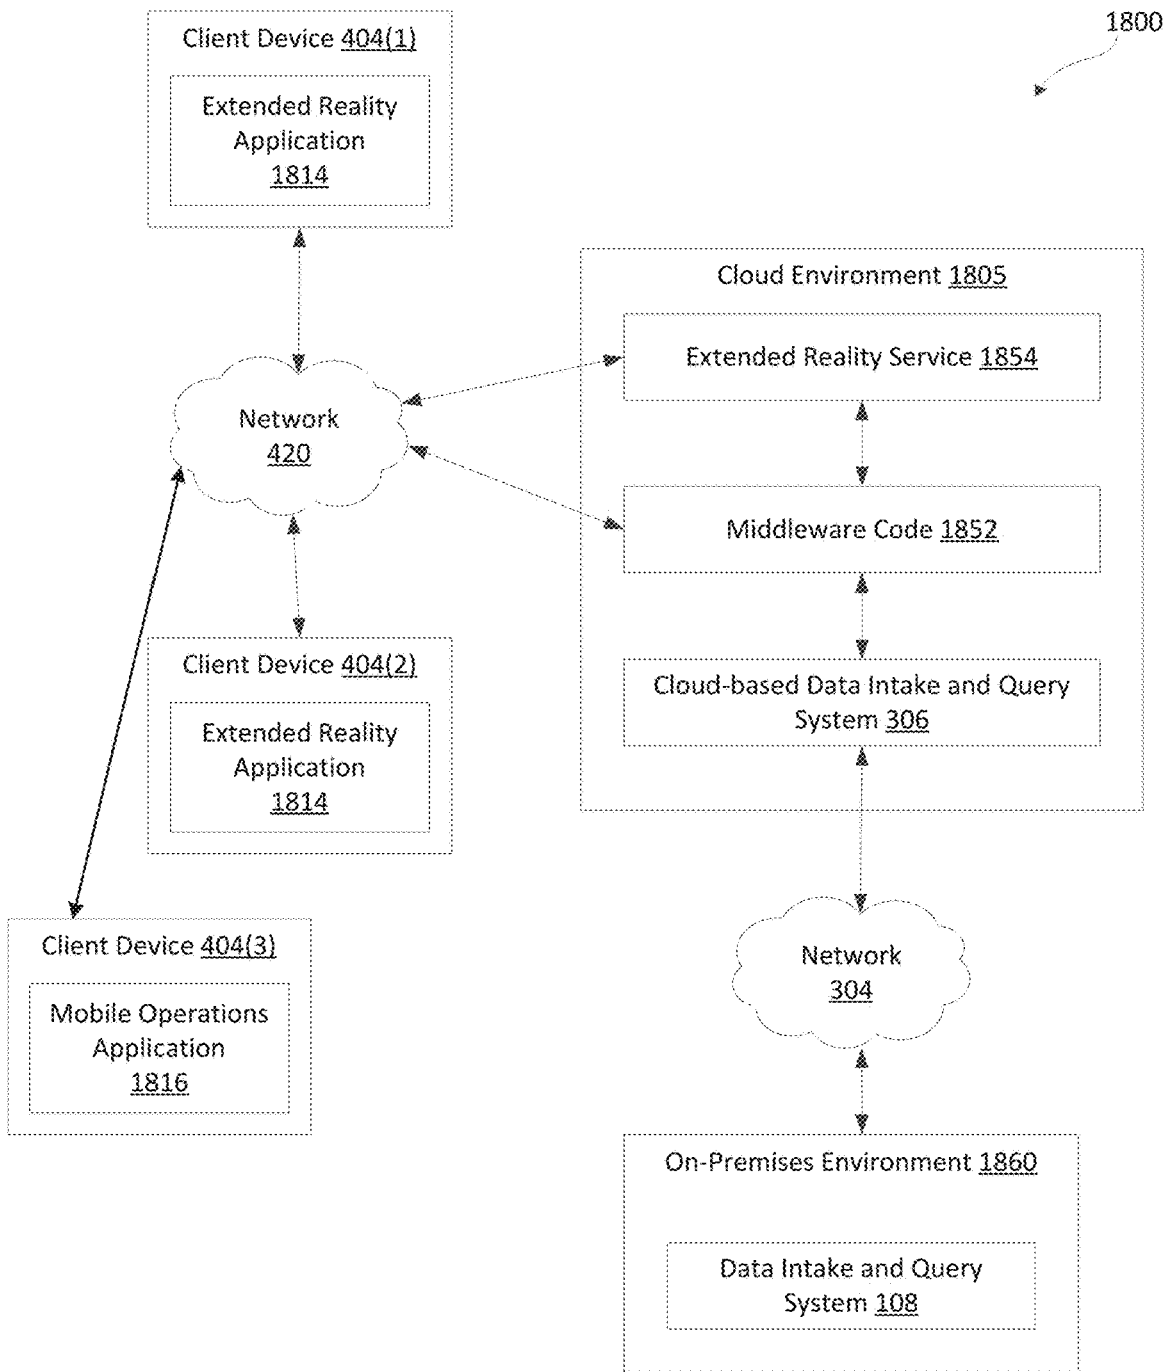 1800
Client Device 404(1)
Extended Reality
Application
1814
Cloud Environment 1805
Extended Reality Service 1854
Network
420
Middleware Code 1852
Client Device 404(2)
Extended Reality
Application
1814
Cloud-based Data Intake and Query
System 306
Client Device 404(3)
Mobile Operations
Application
1816
Network
304
On-Premises Environment 1860
Data Intake and Query
System 108